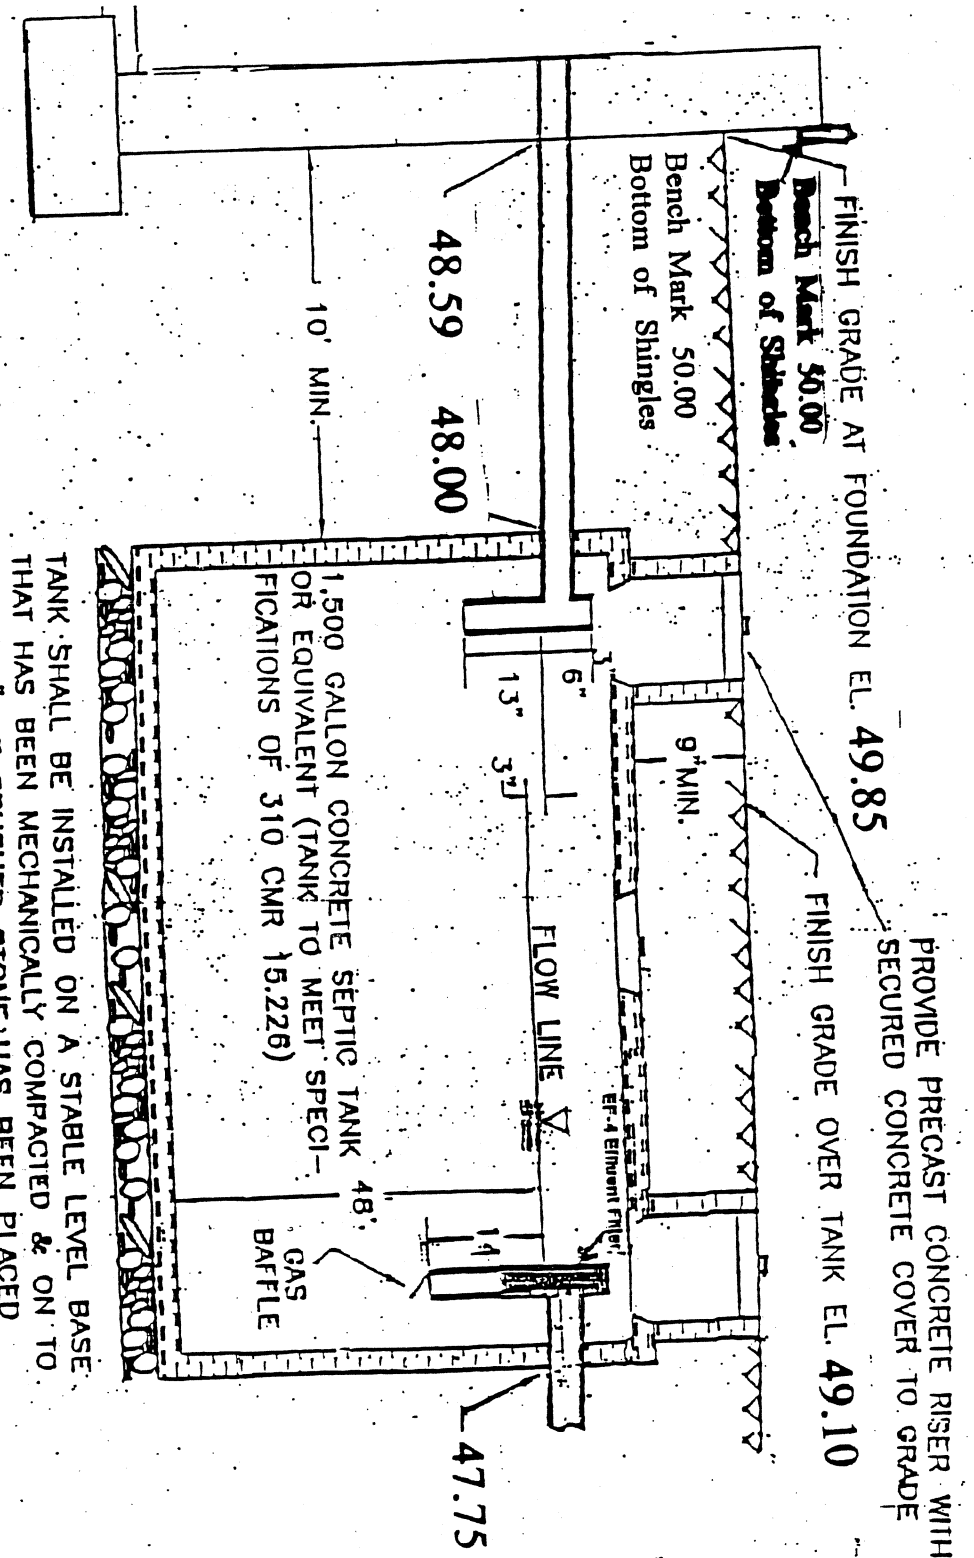 PROVIDE PRECAST CONCRETE RISER WITH
SECURED CONCRETE COVER TO GRADE
FINISH GRADE AT FOUNDATION EL. 49.85
FINISH GRADE OVER TANK EL. 49.10
Bench Mark 50.00
Bottom of Shingles
Bench Mark 50.00
Bottom of Shingles
9" MIN.
6"
13"
3"
EF-4 Effluent Filter
FLOW LINE
48.59
48.00
47.75
14
10' MIN.
1,500 GALLON CONCRETE SEPTIC TANK
OR EQUIVALENT (TANK TO MEET SPECI-
FICATIONS OF 310 CMR 15.226)
48"
GAS
BAFFLE
TANK SHALL BE INSTALLED ON A STABLE LEVEL BASE
THAT HAS BEEN MECHANICALLY COMPACTED & ON TO
HAS BEEN PLACED